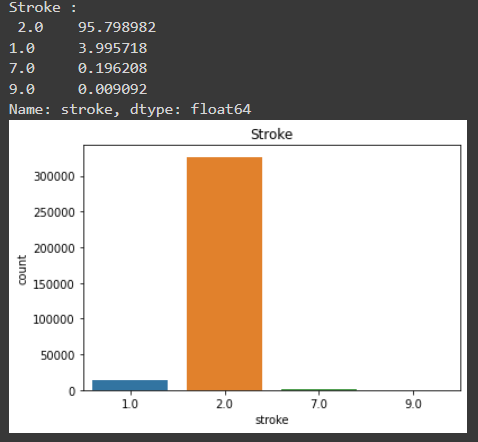 Stroke :
2.0    95.798982
1.0    3.995718
7.0    0.196208
9.0    0.009092
Name: stroke, dtype: float64
Stroke
300000
250000
200000
150000
100000
50000
0
count
1.0 2.0 7.0 9.0
stroke